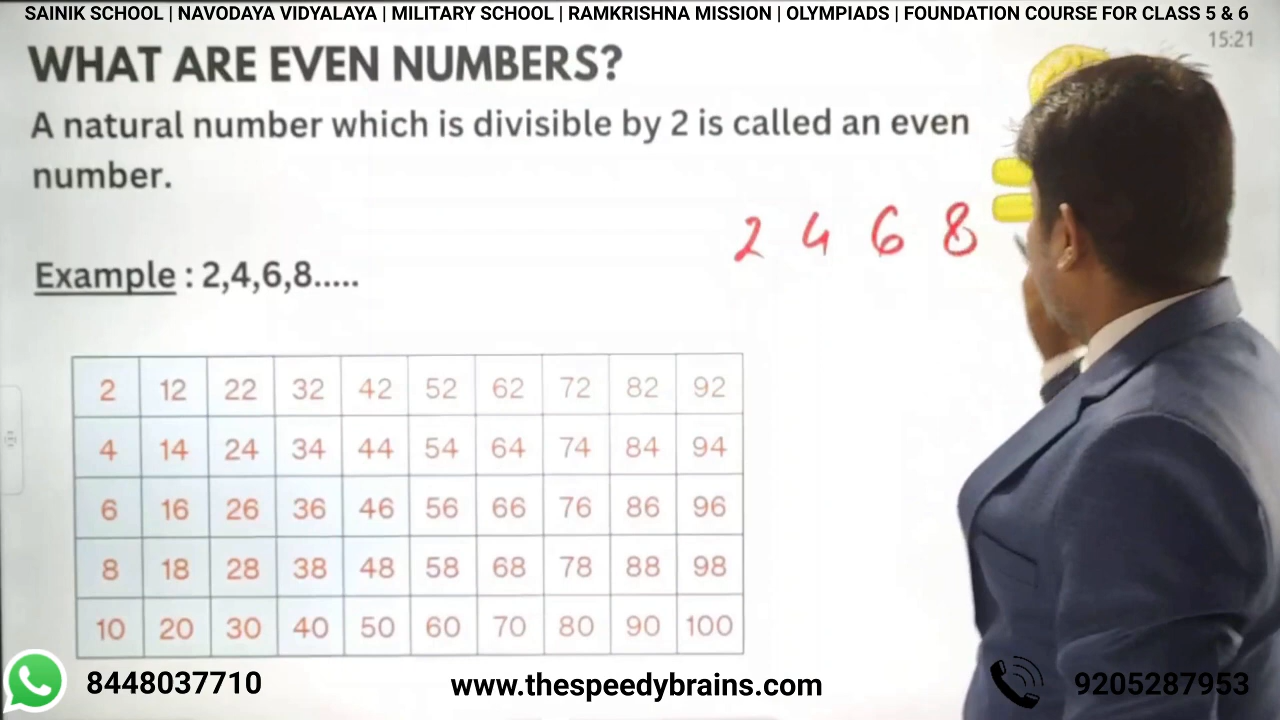 SAINIK SCHOOL | NAVODAYA VIDYALAYA | MILITARY SCHOOL | RAMKRISHNA MISSION | OLYMPIADS | FOUNDATION COURSE FOR CLASS 5 & 6
15:21
WHAT ARE EVEN NUMBERS?
A natural number which is divisible by 2 is called an even
number.
2 4 6 8
Example : 2,4,6,8.....
2 12 22 32 42 52 62 72 82 92
4 14 24 34 44 54 64 74 84 94
6 16 26 36 46 56 66 76 86 96
8 18 28 38 48 58 68 78 88 98
10 20 30 40 50 60 70 80 90 100
8448037710
www.thespeedybrains.com
9205287953